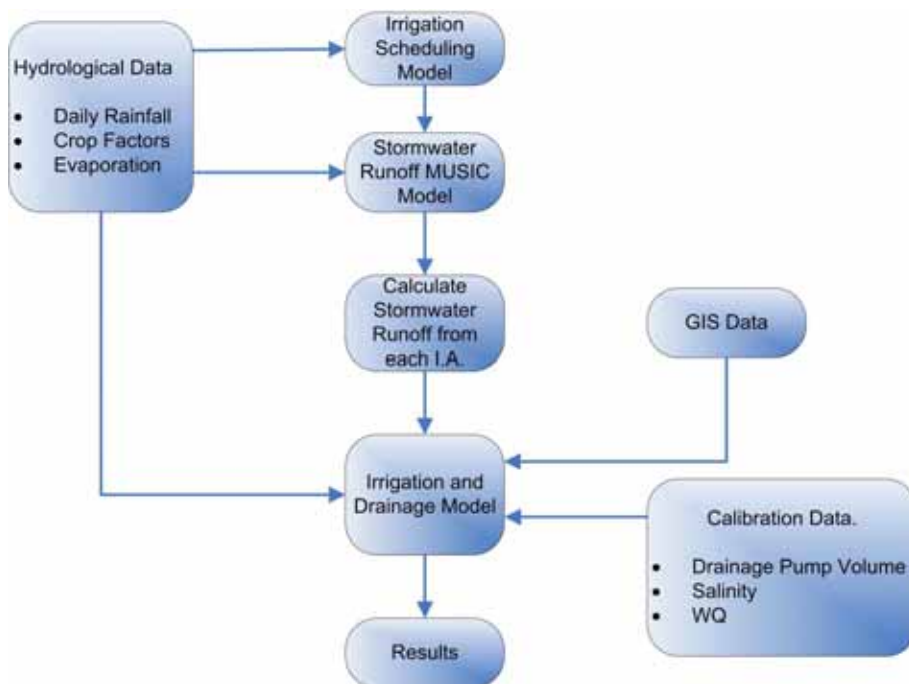 Hydrological Data
• Daily Rainfall
• Crop Factors
• Evaporation
Irrigation
Scheduling
Model
Stormwater
Runoff MUSIC
Model
Calculate
Stormwater
Runoff from
each I.A.
GIS Data
Irrigation and
Drainage Model
Calibration Data.
• Drainage Pump Volume
• Salinity
• WQ
Results